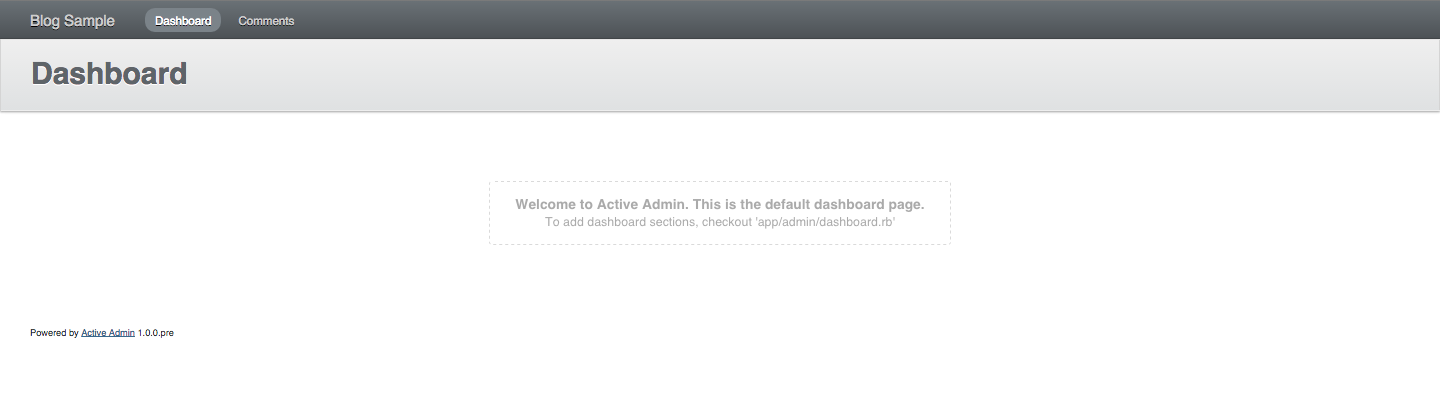 Blog Sample Dashboard Comments
Dashboard
Welcome to Active Admin. This is the default dashboard page.
To add dashboard sections, checkout 'app/admin/dashboard.rb'
Powered by Active Admin 1.0.0.pre